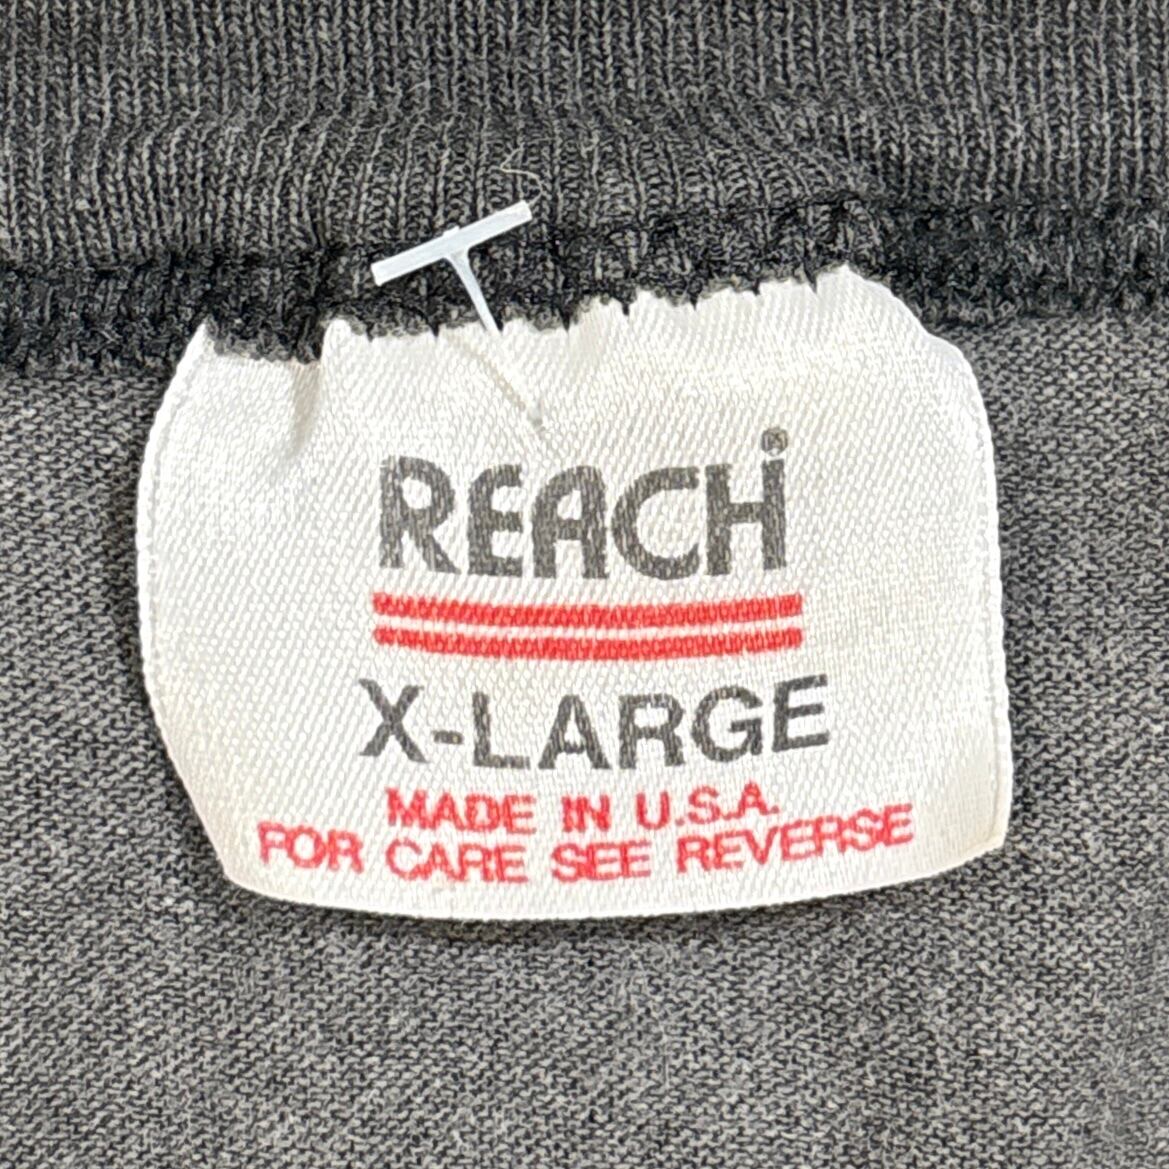 REACH®
X-LARGE
MADE IN U.S.A.
FOR CARE SEE REVERSE